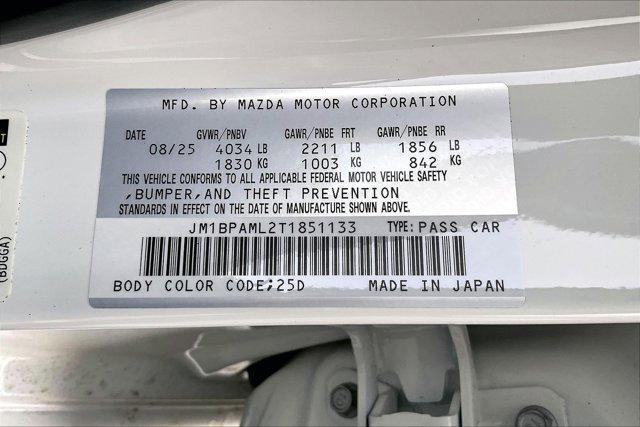 MFD. BY MAZDA MOTOR CORPORATION
DATE GVWR/PNBV GAWR/PNBE FRT GAWR/PNBE RR
08/25 4034 LB 2211 LB 1856 LB
1830 KG 1003 KG 842 KG
THIS VEHICLE CONFORMS TO ALL APPLICABLE FEDERAL MOTOR VEHICLE SAFETY
,BUMPER,AND THEFT PREVENTION
STANDARDS IN EFFECT ON THE DATE OF MANUFACTURE SHOWN ABOVE.
JM1BPAML2T1851133 TYPE: PASS CAR
BODY COLOR CODE;25D MADE IN JAPAN
(BDGGA)